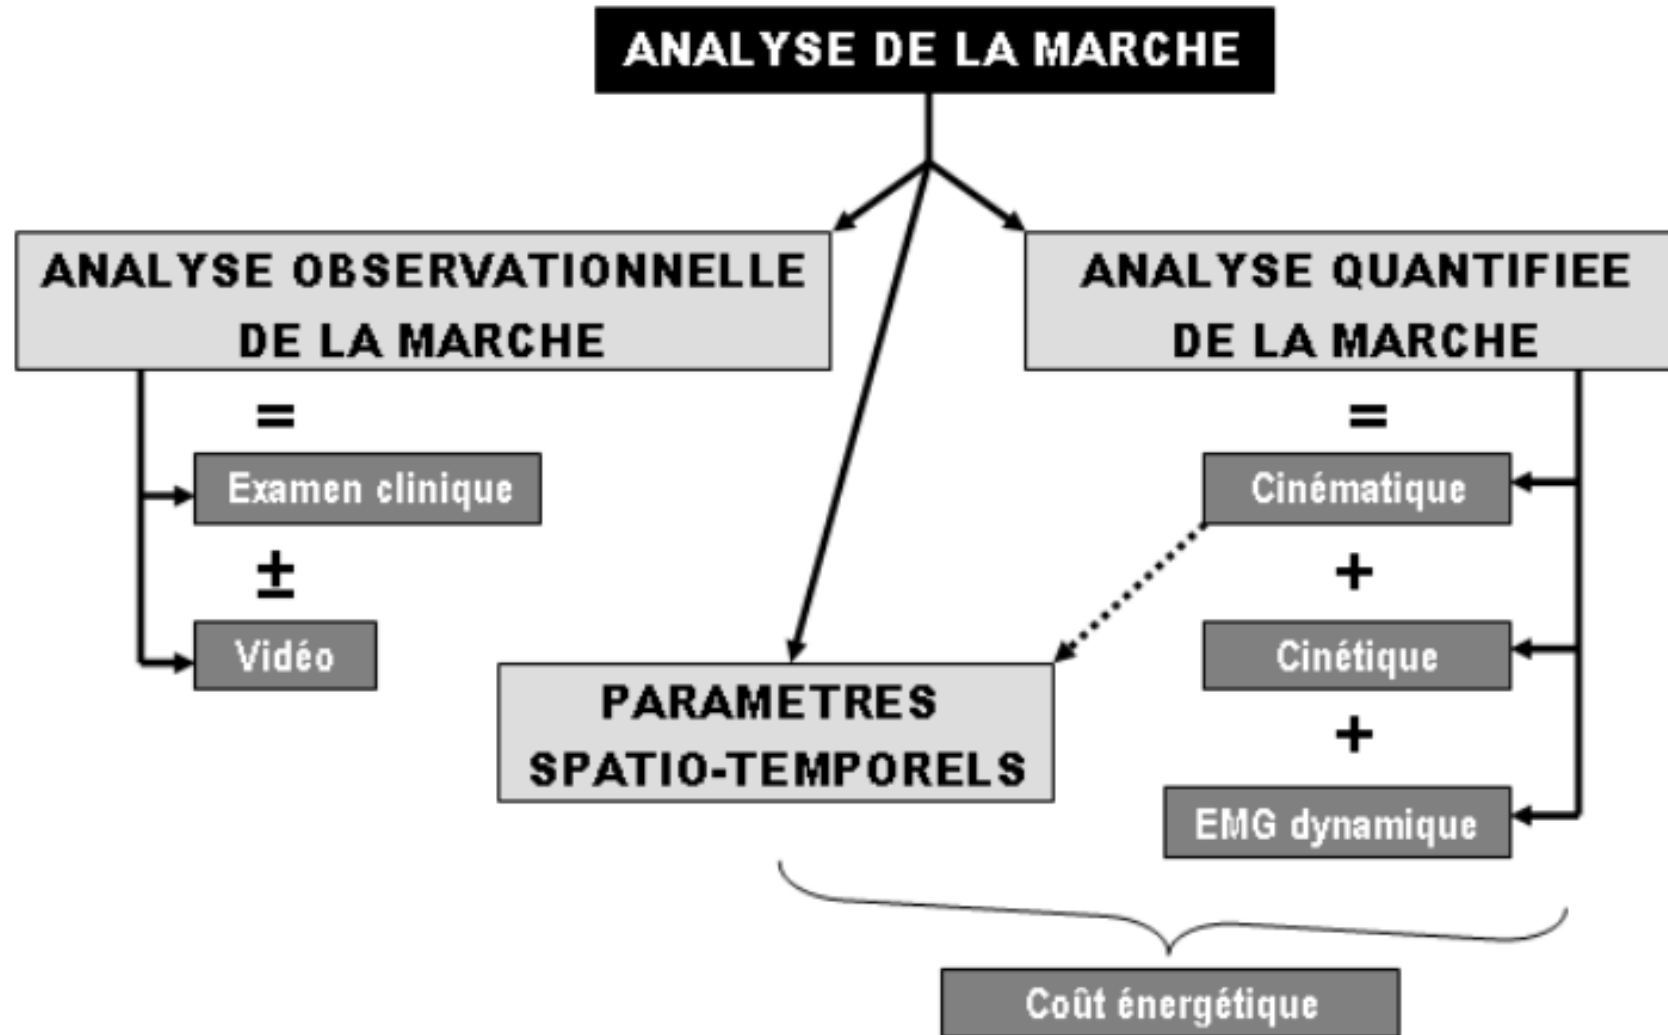 ANALYSE DE LA MARCHE
ANALYSE OBSERVATIONNELLE
DE LA MARCHE
=
Examen clinique
±
Vidéo
ANALYSE QUANTIFIEE
DE LA MARCHE
=
Cinématique
+
Cinétique
+
EMG dynamique
PARAMETRES
SPATIO-TEMPORELS
Coût énergétique